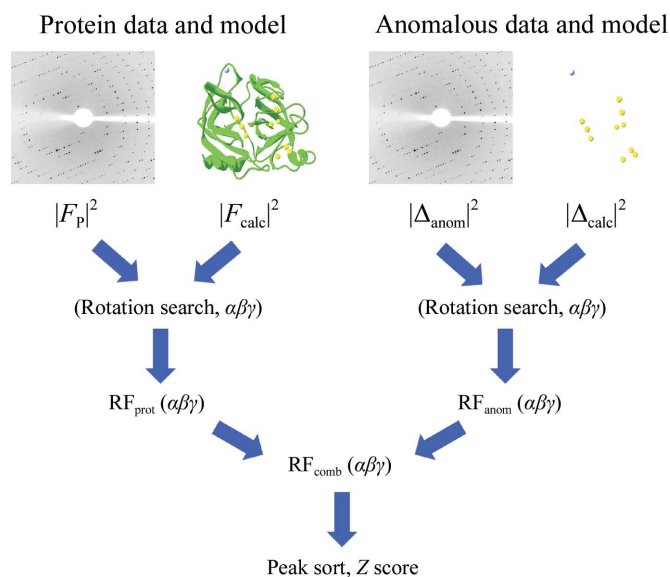 Protein data and model
Anomalous data and model
|F_P|^2
|F_calc|^2
|Δ_anom|^2
|Δ_calc|^2
(Rotation search, αβγ)
(Rotation search, αβγ)
RF_prot (αβγ)
RF_anom (αβγ)
RF_comb (αβγ)
Peak sort, Z score